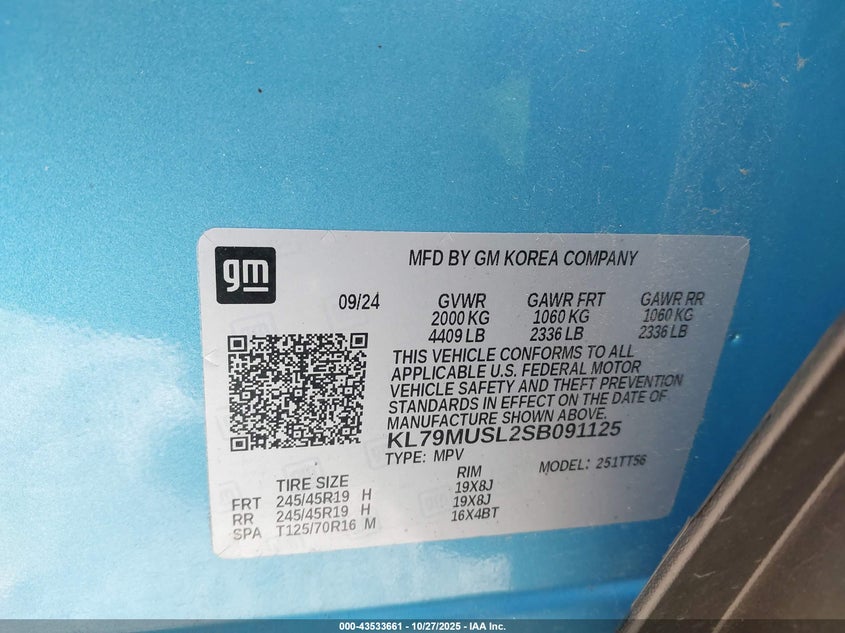 gm
MFD BY GM KOREA COMPANY
09/24 GVWR GAWR FRT GAWR RR
2000 KG 1060 KG 1060 KG
4409 LB 2336 LB 2336 LB
THIS VEHICLE CONFORMS TO ALL
APPLICABLE U.S. FEDERAL MOTOR
VEHICLE SAFETY AND THEFT PREVENTION
STANDARDS IN EFFECT ON THE DATE OF
MANUFACTURE SHOWN ABOVE.
KL79MUSL2SB091125
TYPE: MPV MODEL: 251TT56
TIRE SIZE RIM
FRT 245/45R19 H 19X8J
RR 245/45R19 H 19X8J
SPA T125/70R16 M 16X4BT
000-43533661 - 10/27/2025 - IAA Inc.